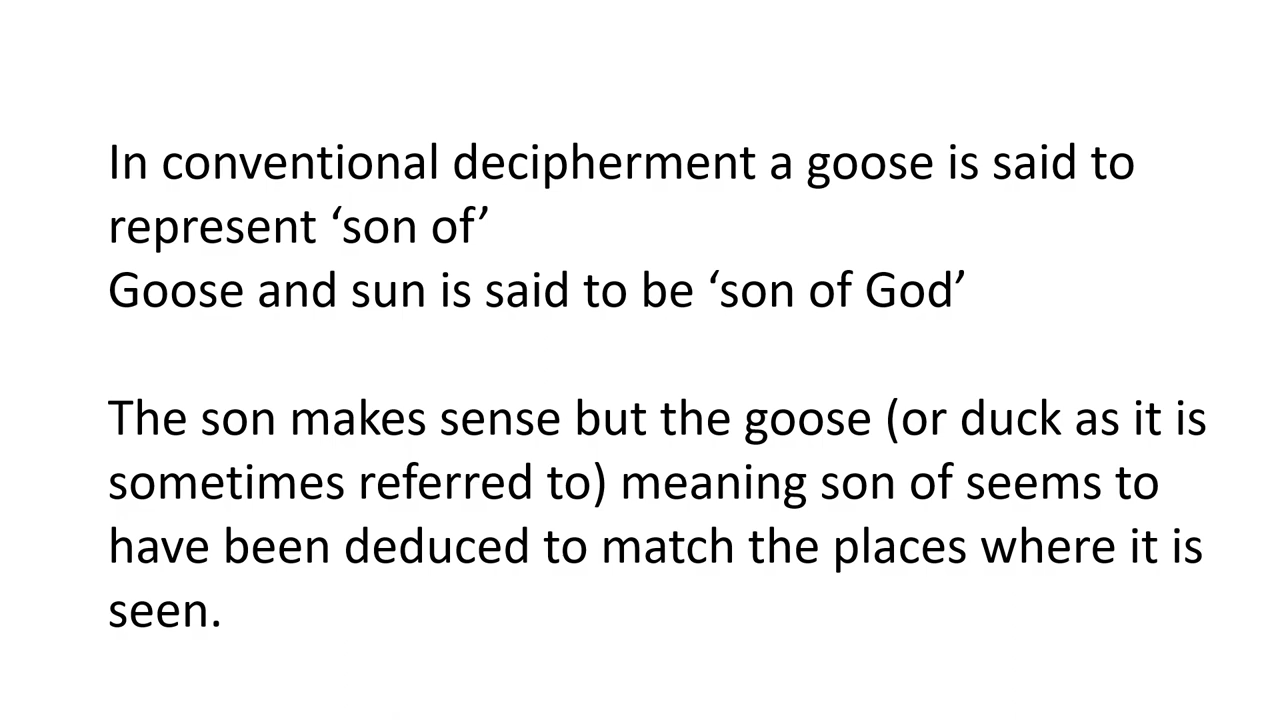 In conventional decipherment a goose is said to
represent ‘son of’
Goose and sun is said to be ‘son of God’
The son makes sense but the goose (or duck as it is
sometimes referred to) meaning son of seems to
have been deduced to match the places where it is
seen.